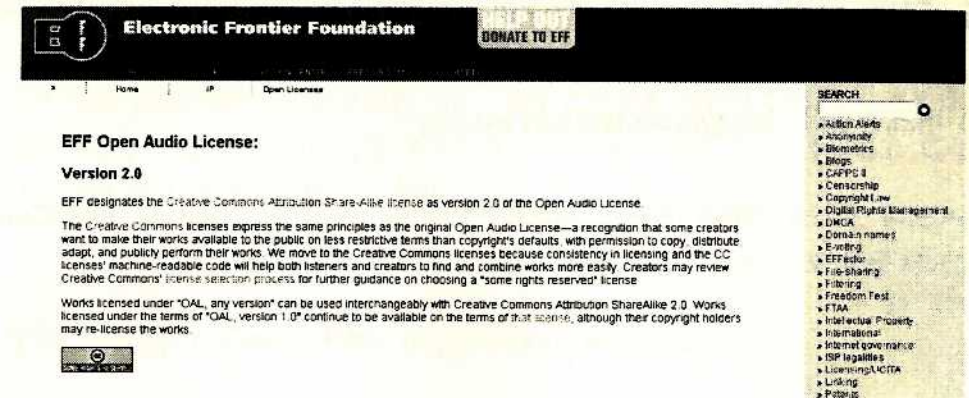 Electronic Frontier Foundation
HELP OUT
DONATE TO EFF
Home IP Open Licenses
SEARCH
» Action Alerts
» Anonymity
» Biometrics
» Blogs
» CAPPS II
» Censorship
» Copyright Law
» Digital Rights Management
» DMCA
» Domain names
» E-voting
» EFFector
» File-sharing
» Filtering
» Freedom Fest
» FTAA
» Intellectual Property
» International
» Internet governance
» ISP legalities
» Licensing/UCITA
» Linking
» Patents
EFF Open Audio License:
Version 2.0
EFF designates the Creative Commons Attribution Share-Alike license as version 2.0 of the Open Audio License.
The Creative Commons licenses express the same principles as the original Open Audio License—a recognition that some creators
want to make their works available to the public on less restrictive terms than copyright's defaults, with permission to copy, distribute
adapt, and publicly perform their works. We move to the Creative Commons licenses because consistency in licensing and the CC
licenses' machine-readable code will help both listeners and creators to find and combine works more easily. Creators may review
Creative Commons' license selection process for further guidance on choosing a "some rights reserved" license
Works licensed under "OAL, any version" can be used interchangeably with Creative Commons Attribution ShareAlike 2.0. Works
licensed under the terms of "OAL, version 1.0" continue to be available on the terms of that license, although their copyright holders
may re-license the works.